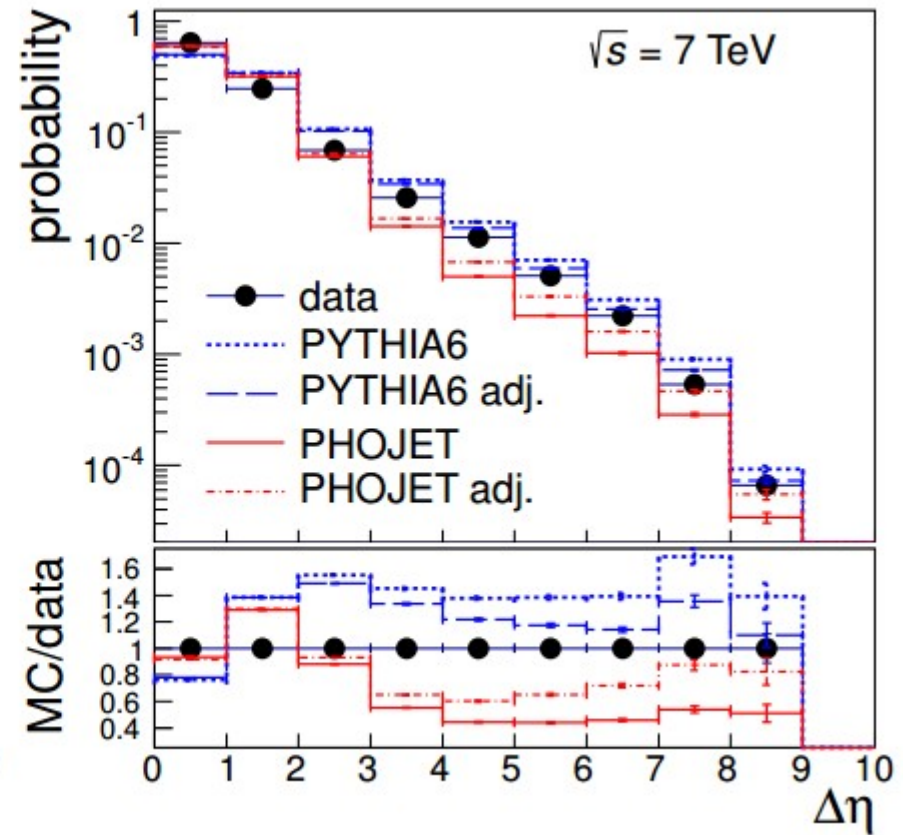 √s = 7 TeV
probability
1
10⁻¹
10⁻²
10⁻³
10⁻⁴
data
PYTHIA6
PYTHIA6 adj.
PHOJET
PHOJET adj.
MC/data
1.6
1.4
1.2
1
0.8
0.6
0.4
0 1 2 3 4 5 6 7 8 9 10
Δη